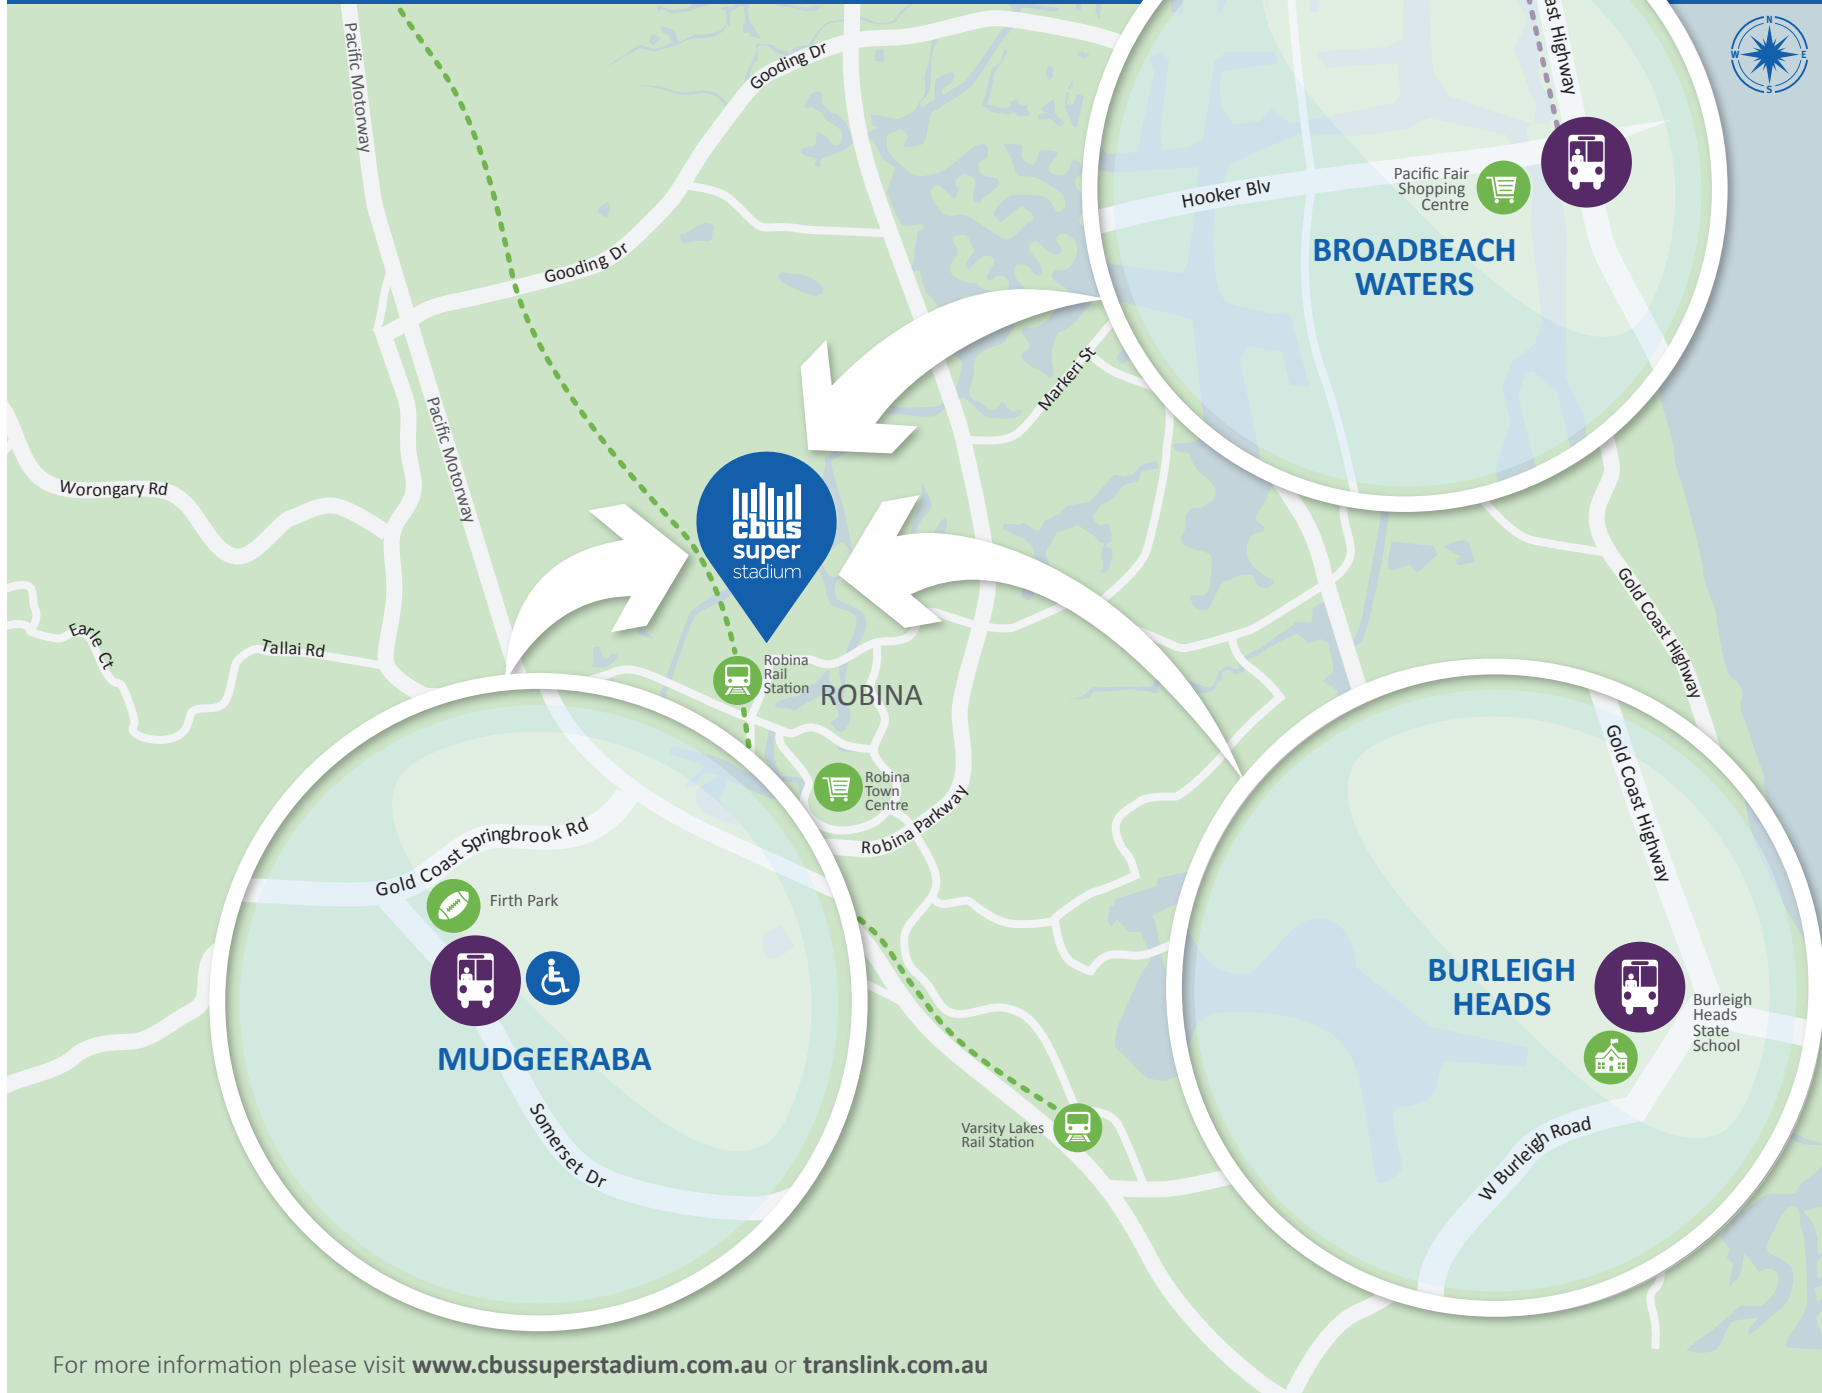 Pacific Motorway
Gooding Dr
ast Highway
N
W
E
S
Pacific Fair
Shopping
Centre
Hooker Blv
BROADBEACH
WATERS
Gooding Dr
Markeri St
Pacific Motorway
Worongary Rd
cbus
super
stadium
Gold Coast Highway
Earle Ct
Tallai Rd
Robina
Rail
Station
ROBINA
Robina
Town
Centre
Robina Parkway
Gold Coast Highway
Gold Coast Springbrook Rd
Firth Park
MUDGEERABA
Somerset Dr
BURLEIGH
HEADS
Burleigh
Heads
State
School
Varsity Lakes
Rail Station
W Burleigh Road
For more information please visit www.cbussuperstadium.com.au or translink.com.au